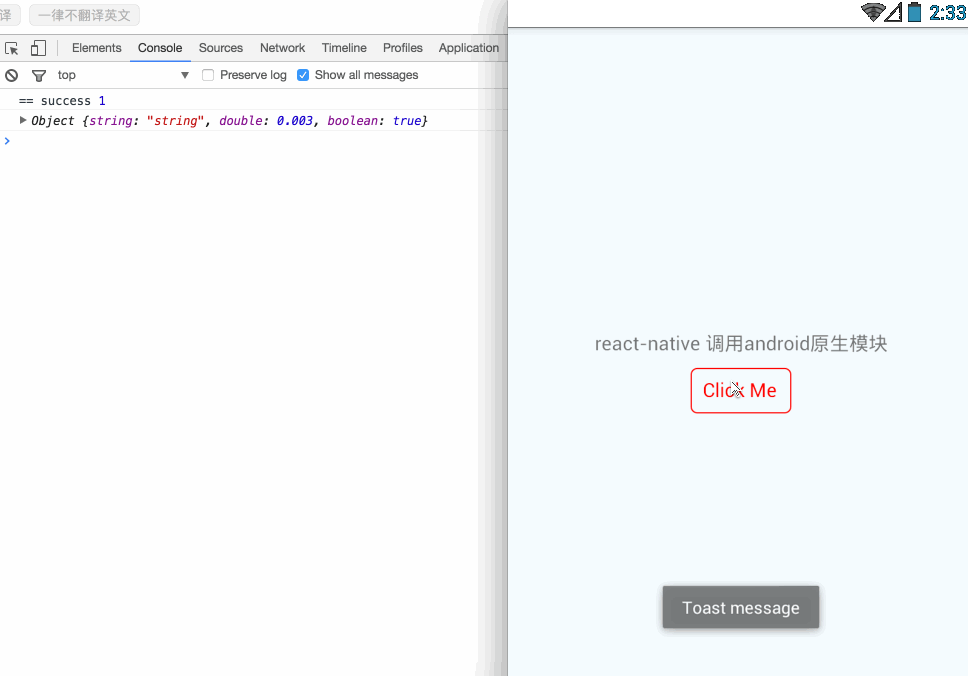 译 一律不翻译英文
Elements Console Sources Network Timeline Profiles Application
top Preserve log Show all messages
== success 1
Object {string: "string", double: 0.003, boolean: true}
2:33
react-native 调用android原生模块
Click Me
Toast message